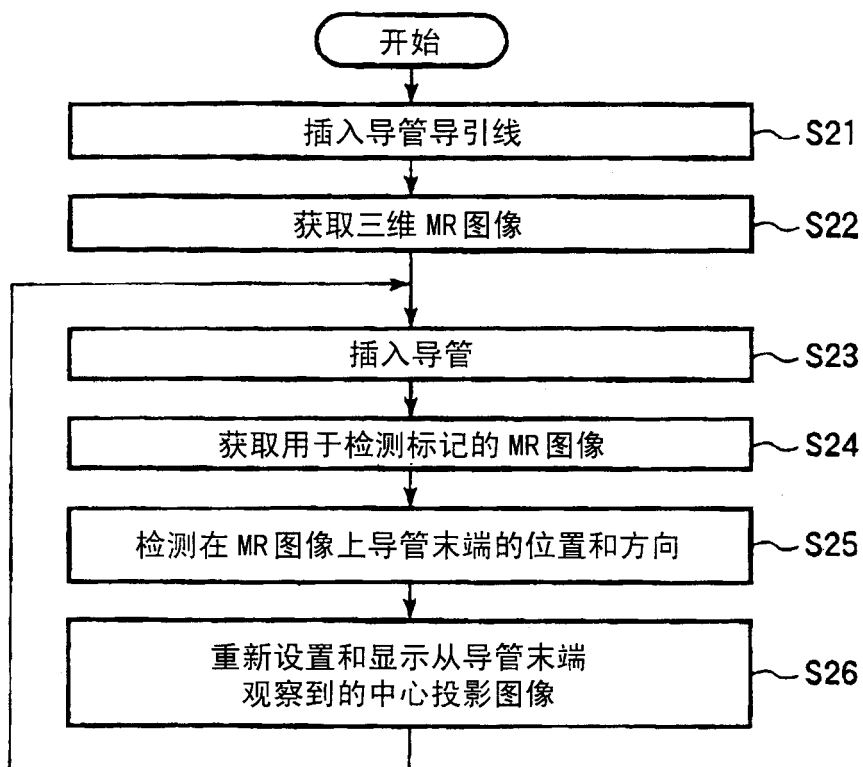 开始
插入导管导引线
S21
获取三维 MR 图像
S22
插入导管
S23
获取用于检测标记的 MR 图像
S24
检测在 MR 图像上导管末端的位置和方向
S25
重新设置和显示从导管末端
观察到的中心投影图像
S26